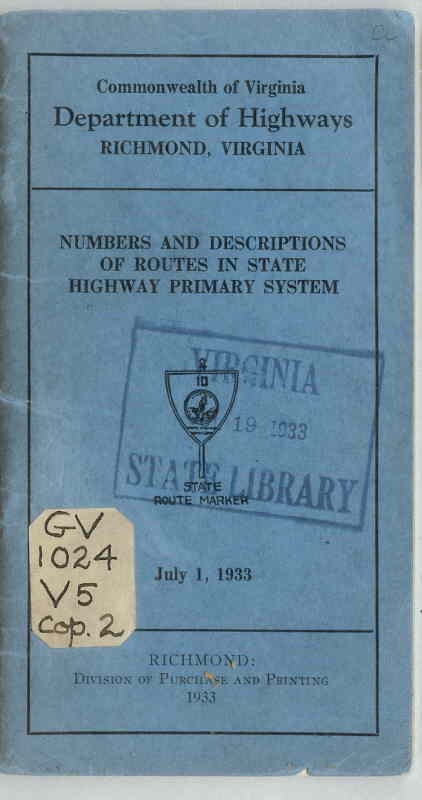 Commonwealth of Virginia
Department of Highways
RICHMOND, VIRGINIA
NUMBERS AND DESCRIPTIONS
OF ROUTES IN STATE
HIGHWAY PRIMARY SYSTEM
VIRGINIA
10
19 1933
STATE LIBRARY
STATE
ROUTE MARKER
GV
1024
V5
Cop. 2
July 1, 1933
RICHMOND:
DIVISION OF PURCHASE AND PRINTING
1933